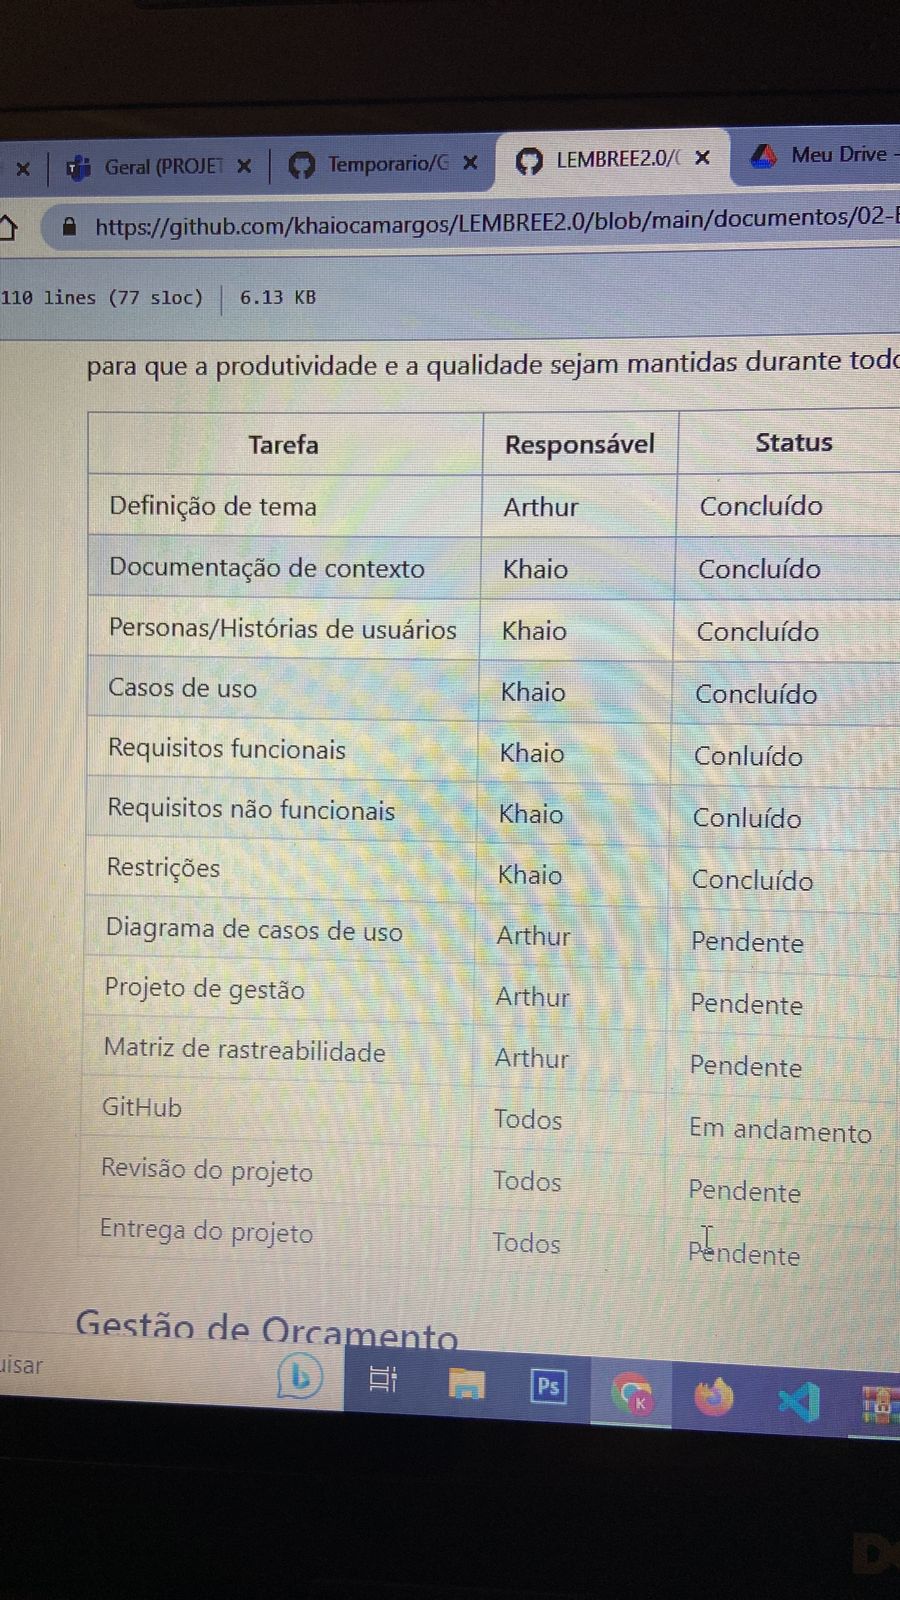 Geral (PROJET
Temporario/G
LEMBREE2.0/(
Meu Drive -
https://github.com/khaiocamargos/LEMBREE2.0/blob/main/documentos/02-E
110 lines (77 sloc) 6.13 KB
para que a produtividade e a qualidade sejam mantidas durante todo
Tarefa Responsável Status
Definição de tema Arthur Concluído
Documentação de contexto Khaio Concluído
Personas/Histórias de usuários Khaio Concluído
Casos de uso Khaio Concluído
Requisitos funcionais Khaio Conluído
Requisitos não funcionais Khaio Conluído
Restrições Khaio Concluído
Diagrama de casos de uso Arthur Pendente
Projeto de gestão Arthur Pendente
Matriz de rastreabilidade Arthur Pendente
GitHub Todos Em andamento
Revisão do projeto Todos Pendente
Entrega do projeto Todos Pendente
Gestão de Orçamento
uisar
Ps
K